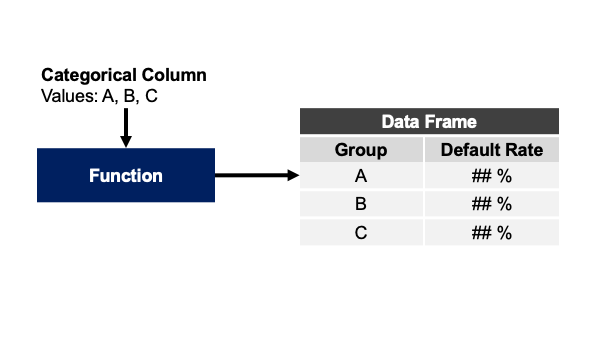 Categorical Column
Values: A, B, C
Function
Data Frame
Group Default Rate
A ## %
B ## %
C ## %